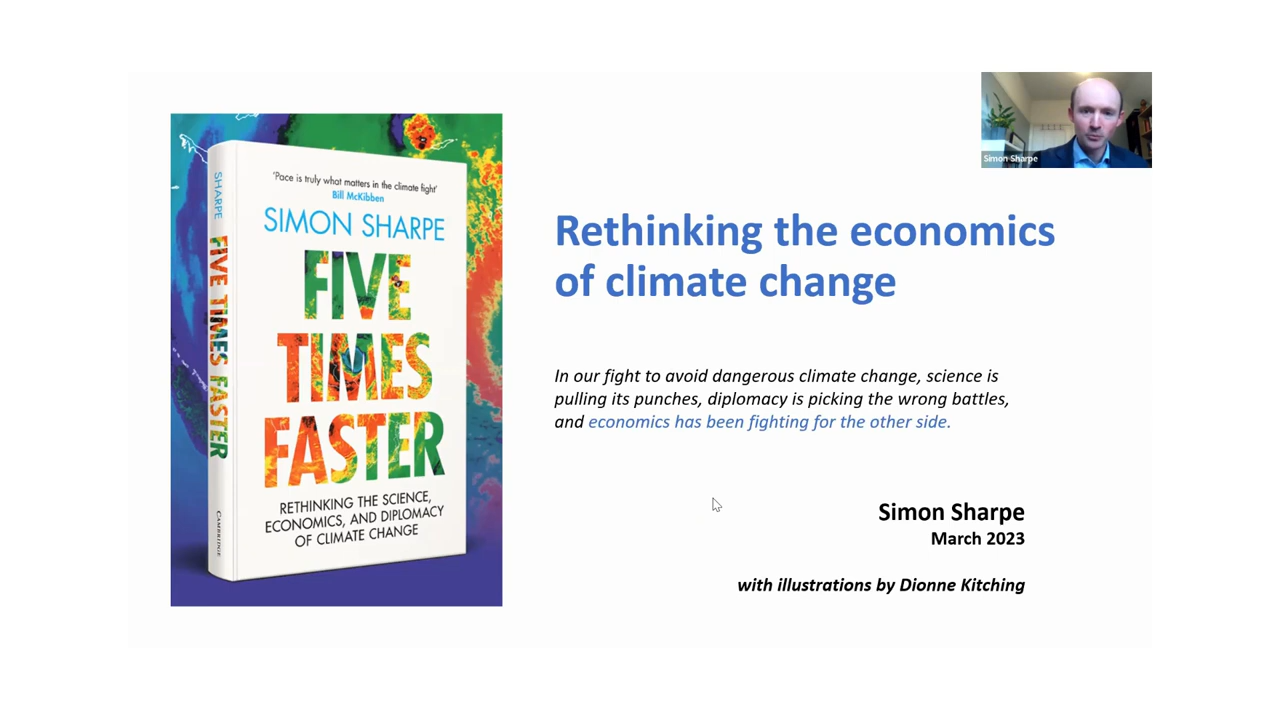 Simon Sharpe
SHARPE
FIVE TIMES FASTER
CAMBRIDGE
'Pace is truly what matters in the climate fight'
Bill McKibben
SIMON SHARPE
FIVE
TIMES
FASTER
RETHINKING THE SCIENCE,
ECONOMICS, AND DIPLOMACY
OF CLIMATE CHANGE
Rethinking the economics
of climate change
In our fight to avoid dangerous climate change, science is
pulling its punches, diplomacy is picking the wrong battles,
and economics has been fighting for the other side.
Simon Sharpe
March 2023
with illustrations by Dionne Kitching